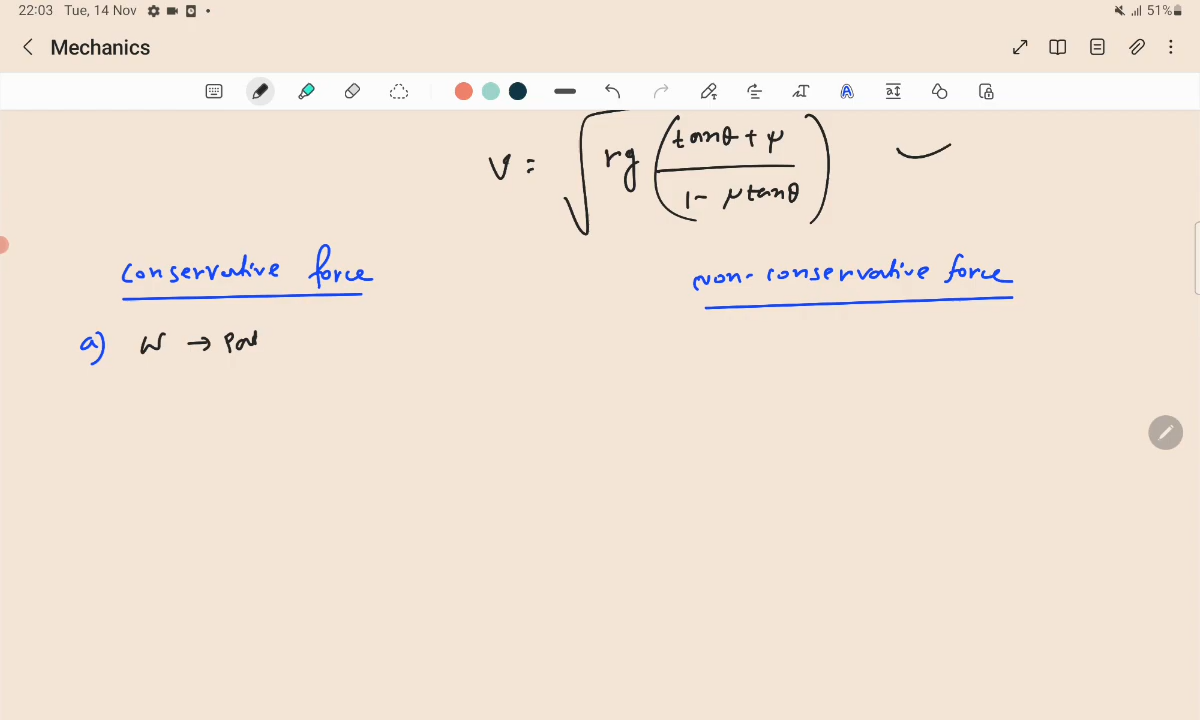 22:03 Tue, 14 Nov 51%
Mechanics
V = √rg (tanθ + μ / 1 - μtanθ)
conservative force non-conservative force
a) W → Pat